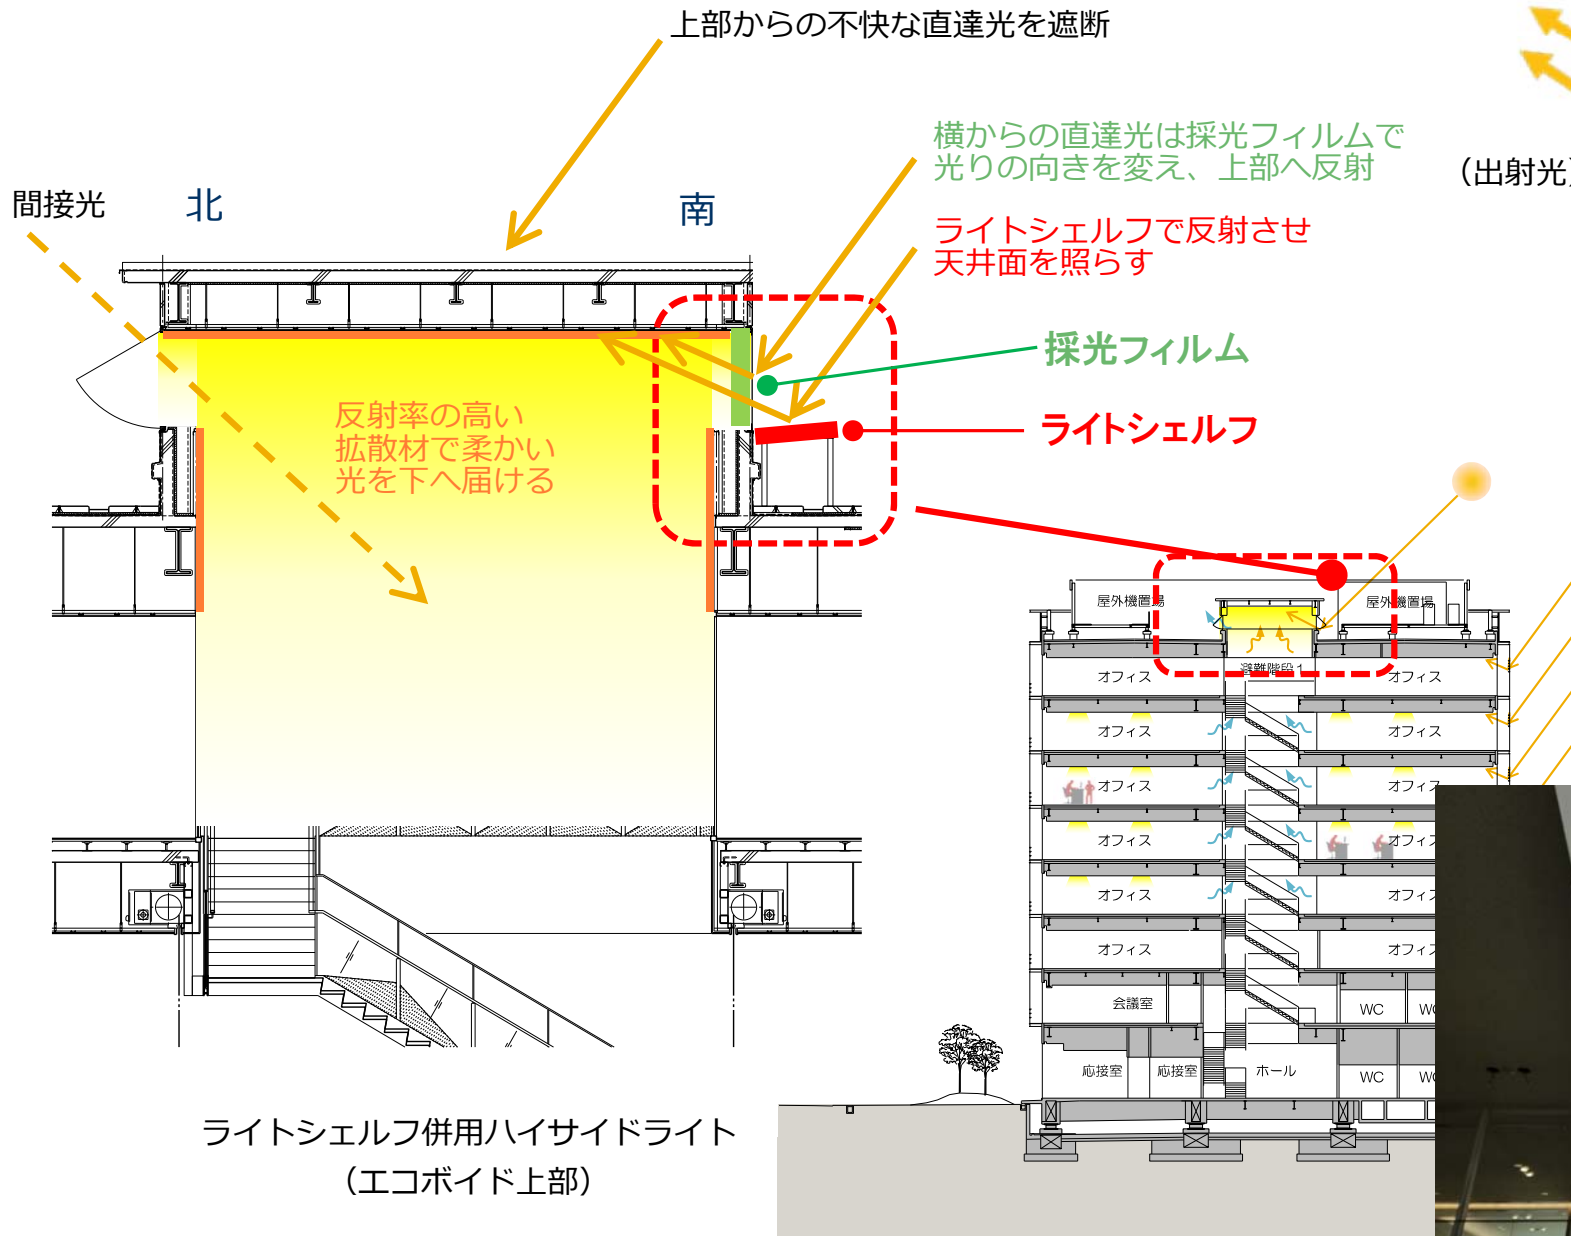 上部からの不快な直達光を遮断
横からの直達光は採光フィルムで
光りの向きを変え、上部へ反射
(出射光)
間接光
北
南
ライトシェルフで反射させ
天井面を照らす
採光フィルム
ライトシェルフ
反射率の高い
拡散材で柔かい
光を下へ届ける
屋外機置場
屋外機置場
避難階段1
オフィス
オフィス
オフィス
オフィス
オフィス
オフィス
オフィス
オフィス
オフィス
オフィス
会議室
WC
応接室
応接室
ホール
WC
ライトシェルフ併用ハイサイドライト
(エコボイド上部)